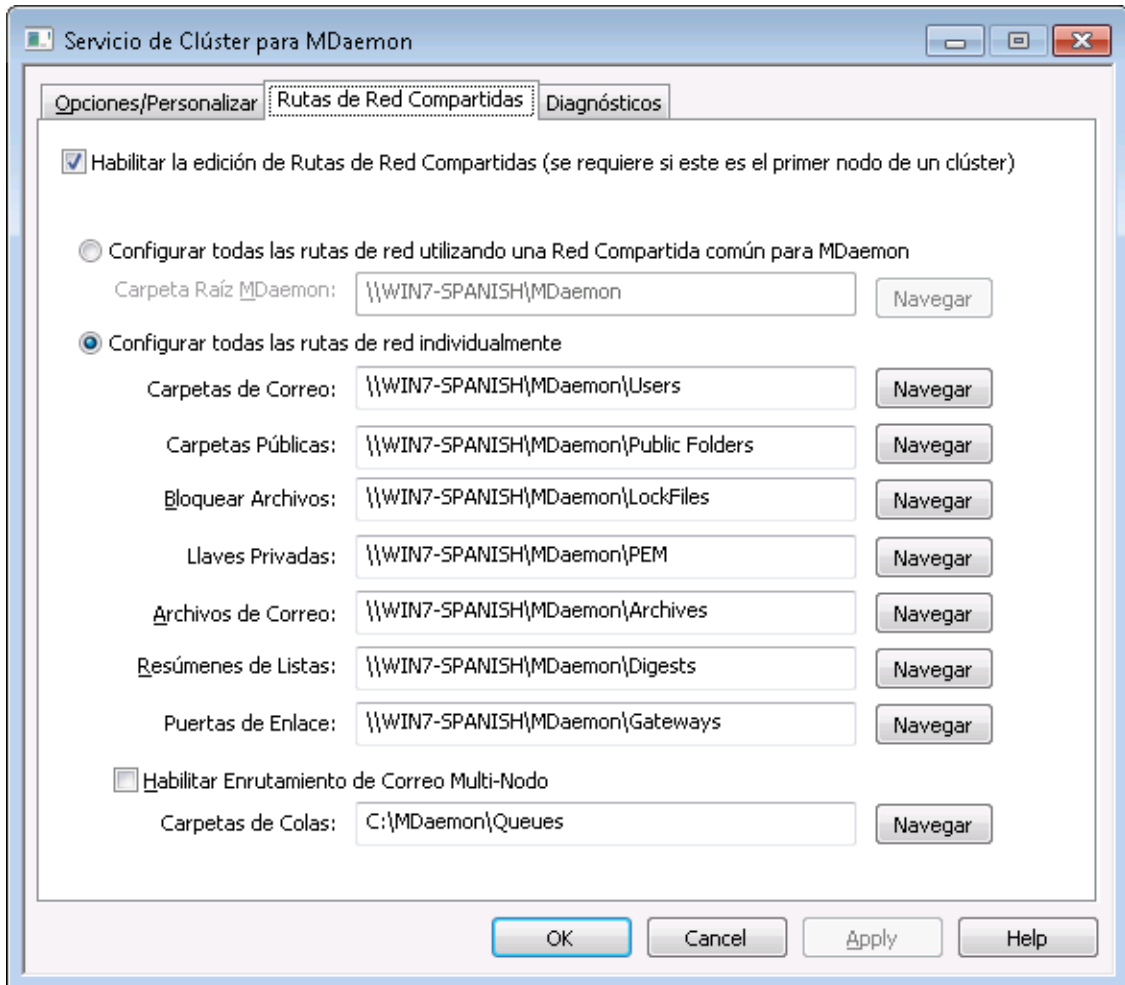 Servicio de Clúster para MDaemon
Opciones/Personalizar Rutas de Red Compartidas Diagnósticos
Habilitar la edición de Rutas de Red Compartidas (se requiere si este es el primer nodo de un clúster)
Configurar todas las rutas de red utilizando una Red Compartida común para MDaemon
Carpeta Raíz MDaemon: \\WIN7-SPANISH\MDaemon Navegar
Configurar todas las rutas de red individualmente
Carpetas de Correo: \\WIN7-SPANISH\MDaemon\Users Navegar
Carpetas Públicas: \\WIN7-SPANISH\MDaemon\Public Folders Navegar
Bloquear Archivos: \\WIN7-SPANISH\MDaemon\LockFiles Navegar
Llaves Privadas: \\WIN7-SPANISH\MDaemon\PEM Navegar
Archivos de Correo: \\WIN7-SPANISH\MDaemon\Archives Navegar
Resúmenes de Listas: \\WIN7-SPANISH\MDaemon\Digests Navegar
Puertas de Enlace: \\WIN7-SPANISH\MDaemon\Gateways Navegar
Habilitar Enrutamiento de Correo Multi-Nodo
Carpetas de Colas: C:\MDaemon\Queues Navegar
OK Cancel Apply Help